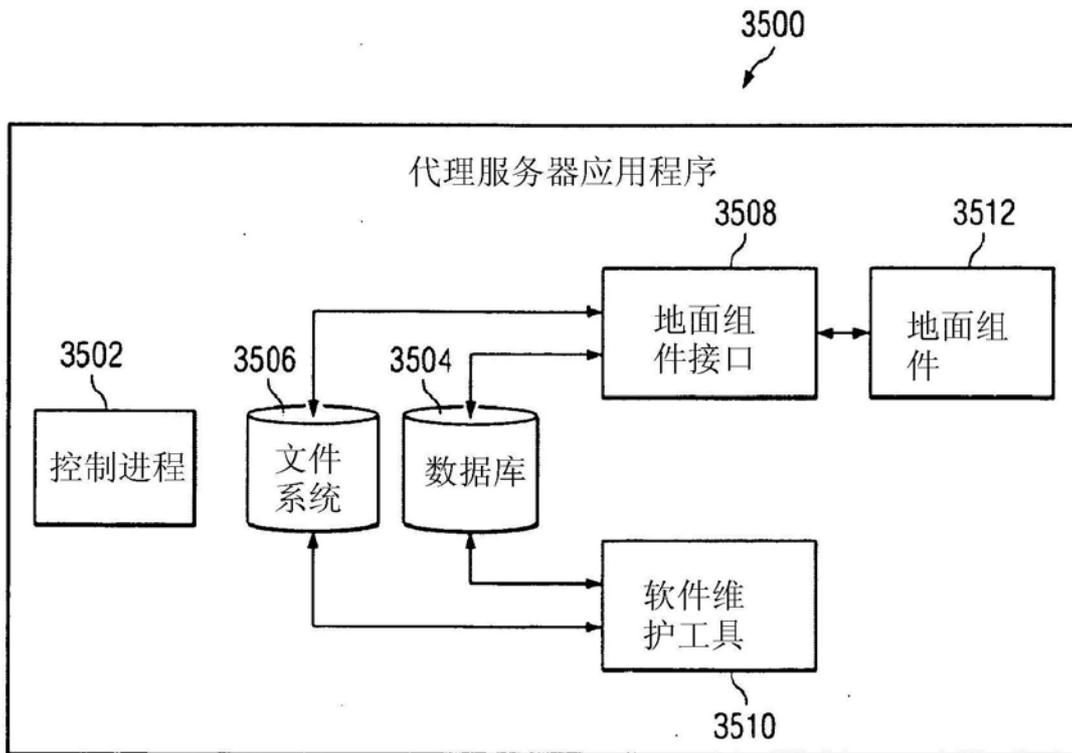 3500
代理服务器应用程序
3508
3512
地面组
件接口
地面组
件
3502
3506
3504
控制进程
文件
系统
数据库
软件维
护工具
3510